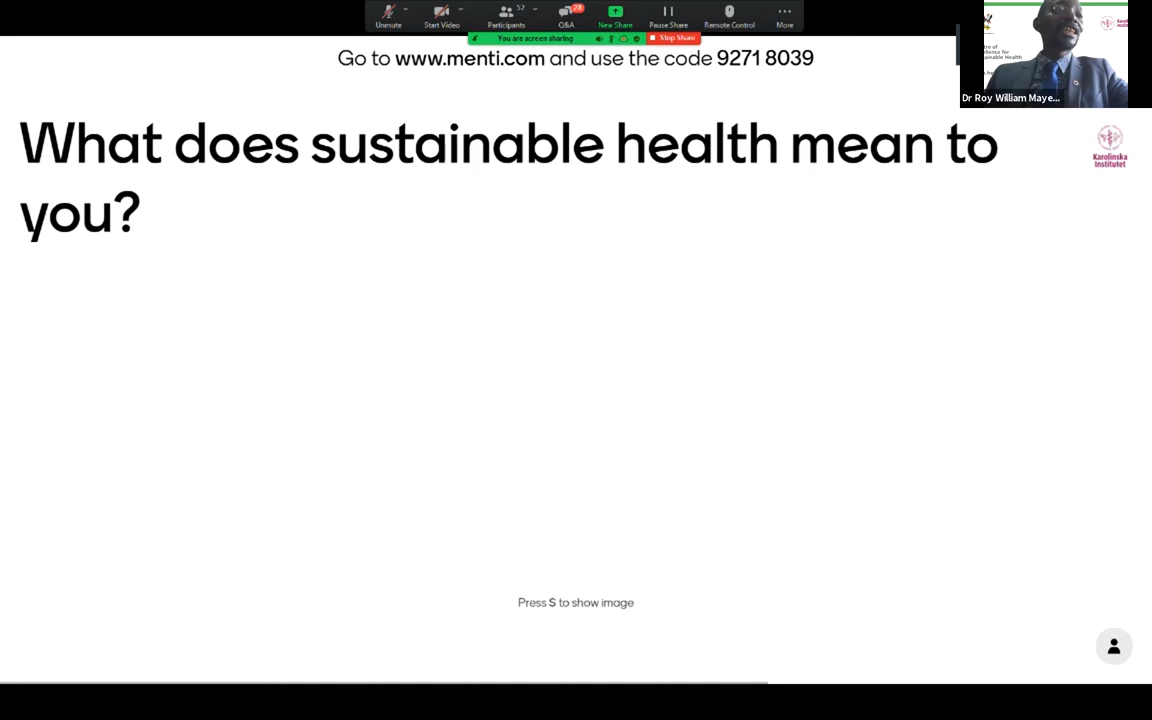 Unmute
Start Video
52
Participants
28
Q&A
New Share
Pause Share
Remote Control
More
You are screen sharing
Stop Share
Go to www.menti.com and use the code 9271 8039
Dr Roy William Maye...
What does sustainable health mean to
you?
Karolinska
Institutet
Press S to show image